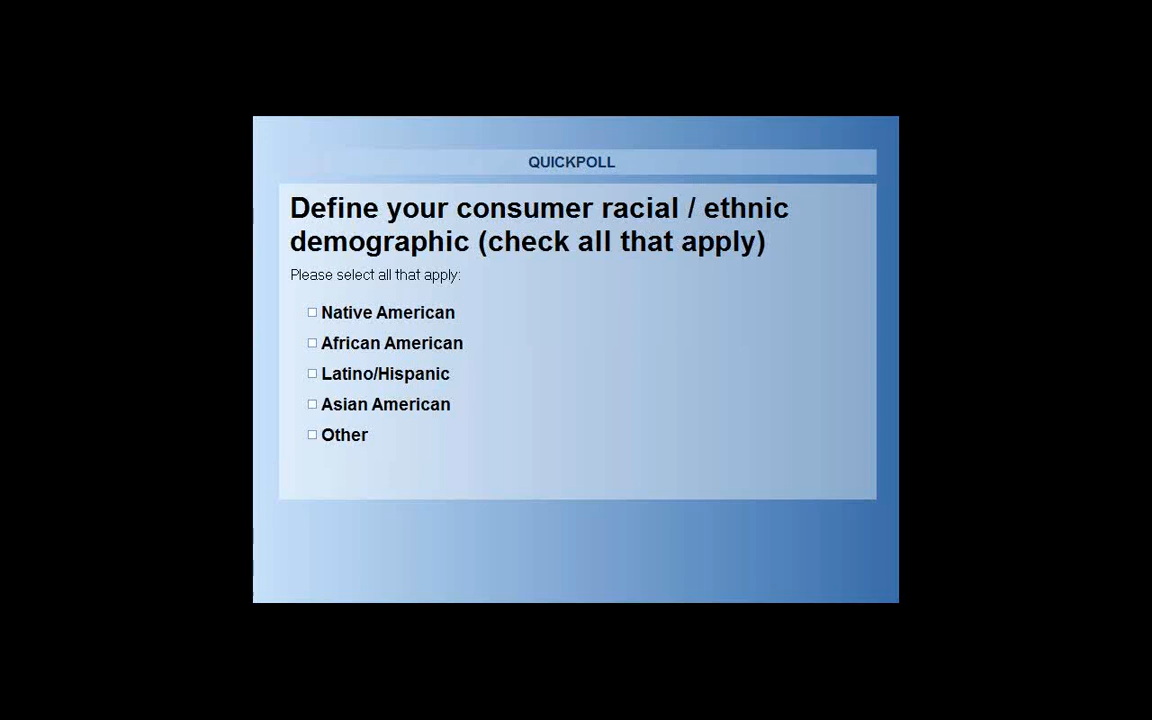 QUICKPOLL
Define your consumer racial / ethnic
demographic (check all that apply)
Please select all that apply:
Native American
African American
Latino/Hispanic
Asian American
Other